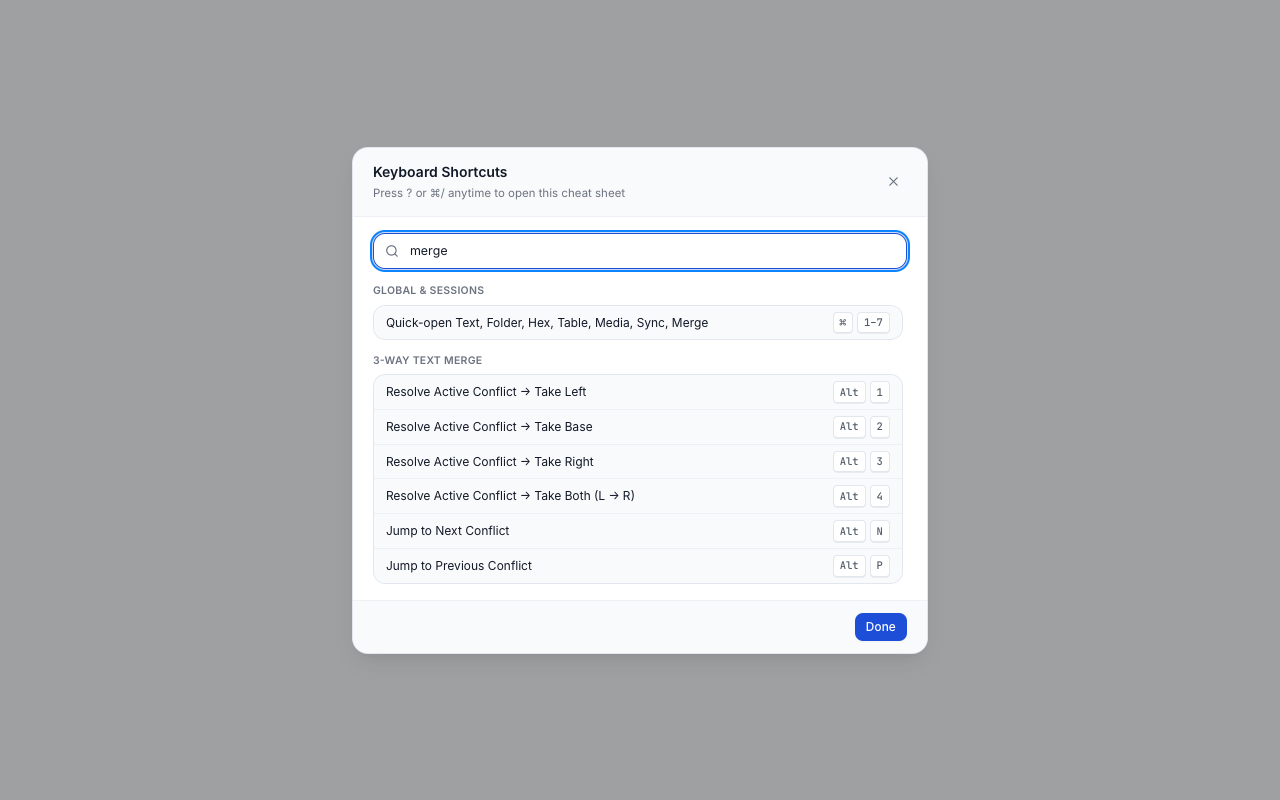 Keyboard Shortcuts
Press ? or ⌘/ anytime to open this cheat sheet
merge
GLOBAL & SESSIONS
Quick-open Text, Folder, Hex, Table, Media, Sync, Merge ⌘ 1–7
3-WAY TEXT MERGE
Resolve Active Conflict → Take Left Alt 1
Resolve Active Conflict → Take Base Alt 2
Resolve Active Conflict → Take Right Alt 3
Resolve Active Conflict → Take Both (L → R) Alt 4
Jump to Next Conflict Alt N
Jump to Previous Conflict Alt P
Done